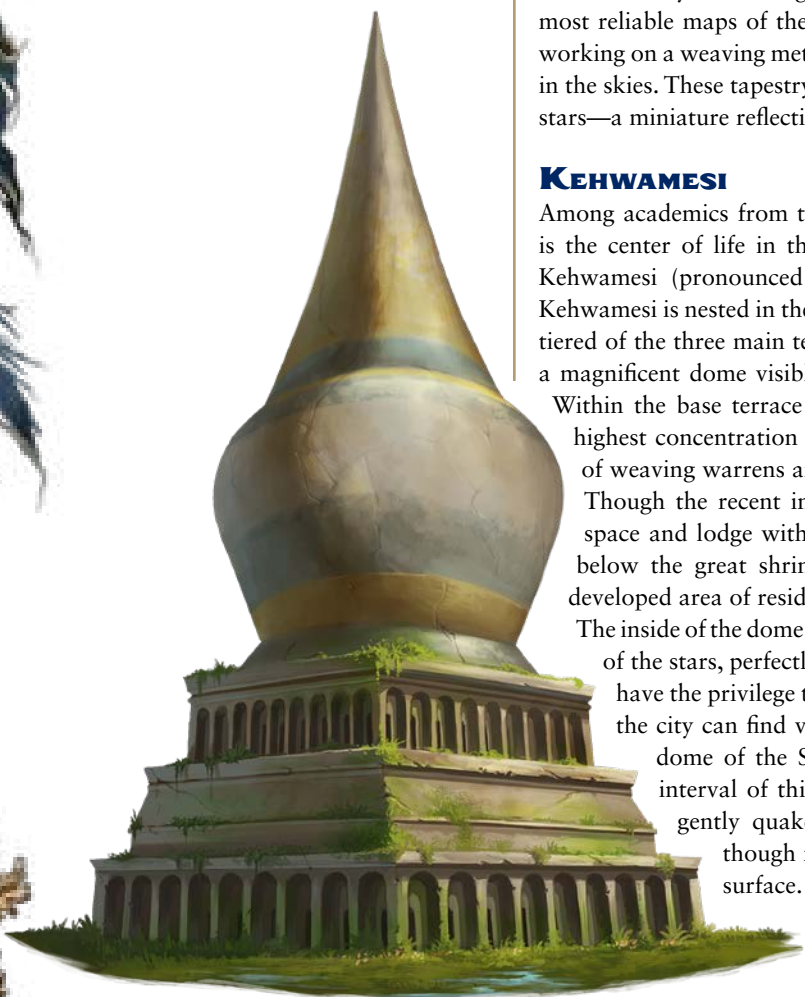 most reliable maps of the
working on a weaving met
in the skies. These tapestry
stars—a miniature reflecti
KEHWAMESI
Among academics from t
is the center of life in th
Kehwamesi (pronounced
Kehwamesi is nested in the
tiered of the three main te
a magnificent dome visibl
Within the base terrace
highest concentration
of weaving warrens a
Though the recent in
space and lodge with
below the great shrin
developed area of resid
The inside of the dome
of the stars, perfectl
have the privilege t
the city can find v
dome of the S
interval of thi
gently quak
though
surface.